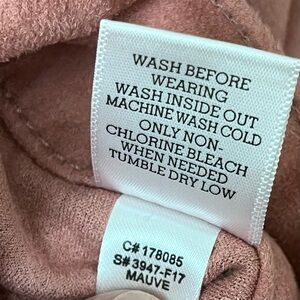 WASH BEFORE
WEARING
WASH INSIDE OUT
MACHINE WASH COLD
ONLY NON-
CHLORINE BLEACH
WHEN NEEDED
TUMBLE DRY LOW
C# 178085
S# 3947-F17
MAUVE